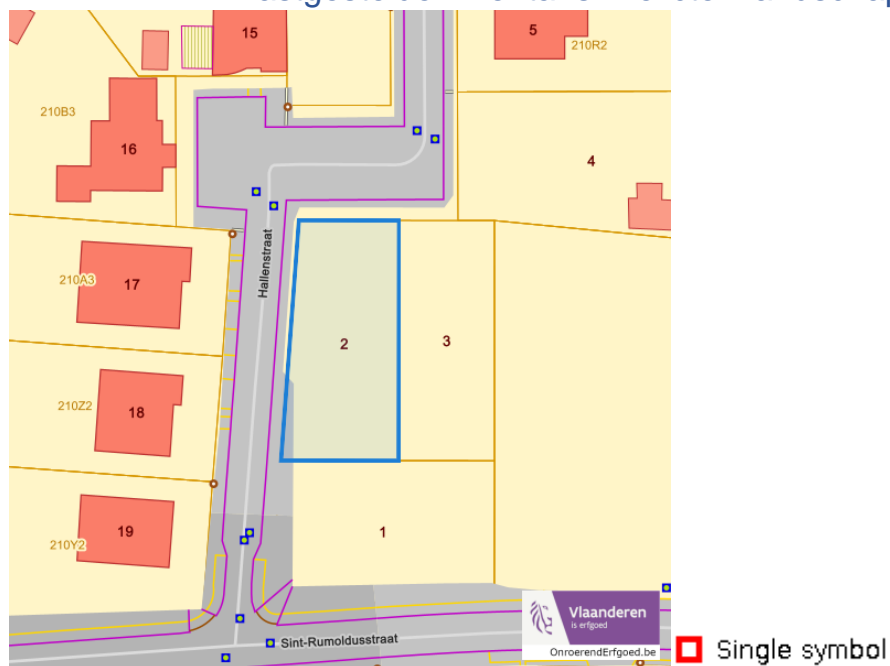 15
5
210R2
210B3
16
4
Hallenstraat
210A3
17
2
3
210Z2
18
1
19
210Y2
Vlaanderen
is erfgoed
OnroerendErfgoed.be
Sint-Rumoldusstraat
Single symbol